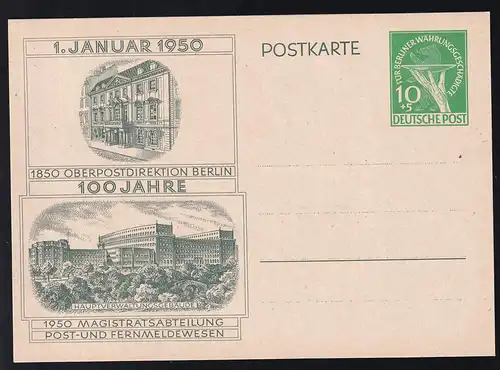 1. JANUAR 1950
1850 OBERPOSTDIREKTION BERLIN
100 JAHRE
HAUPTVERWALTUNGSGEBÄUDE
1950 MAGISTRATSABTEILUNG
POST-UND FERNMELDEWESEN
POSTKARTE
FÜR BERLINER WÄHRUNGSGESCHÄDIGTE
10
+5
DEUTSCHE POST